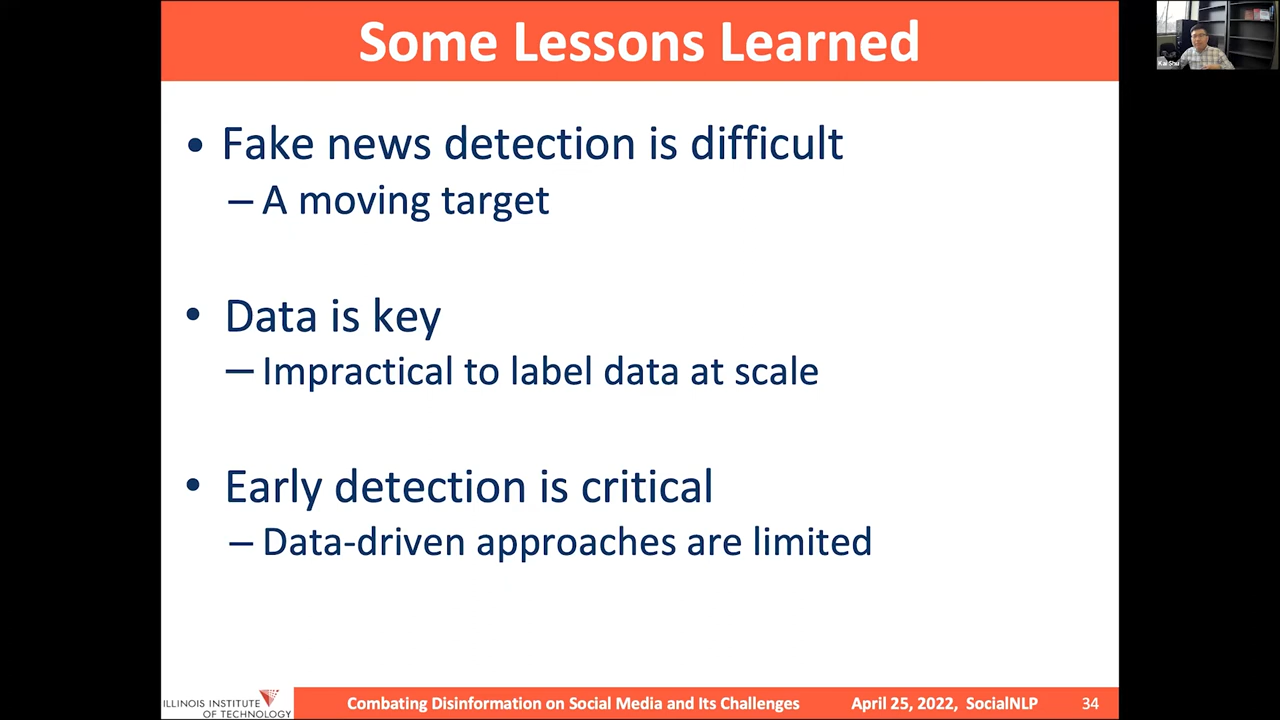 Some Lessons Learned
Kai Shu
• Fake news detection is difficult
– A moving target
• Data is key
– Impractical to label data at scale
• Early detection is critical
– Data-driven approaches are limited
ILLINOIS INSTITUTE
OF TECHNOLOGY
Combating Disinformation on Social Media and Its Challenges April 25, 2022, SocialNLP 34